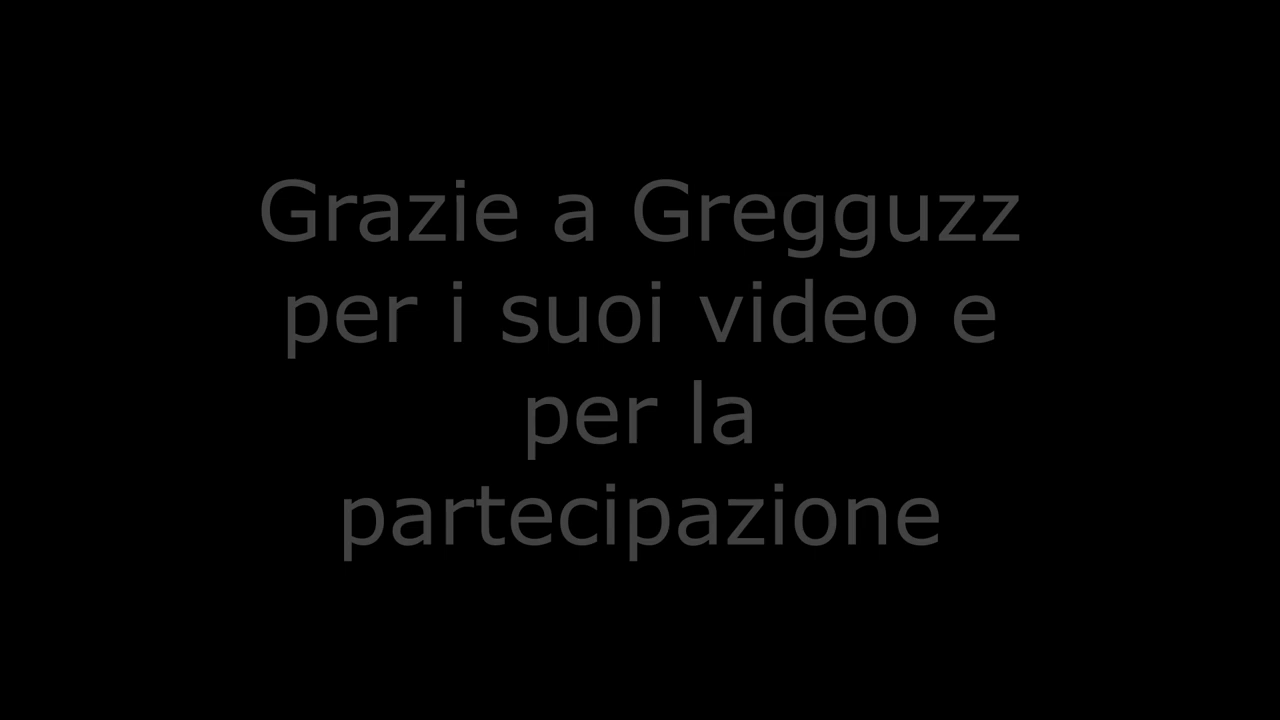 Grazie a Gregguzz
per i suoi video e
per la
partecipazione